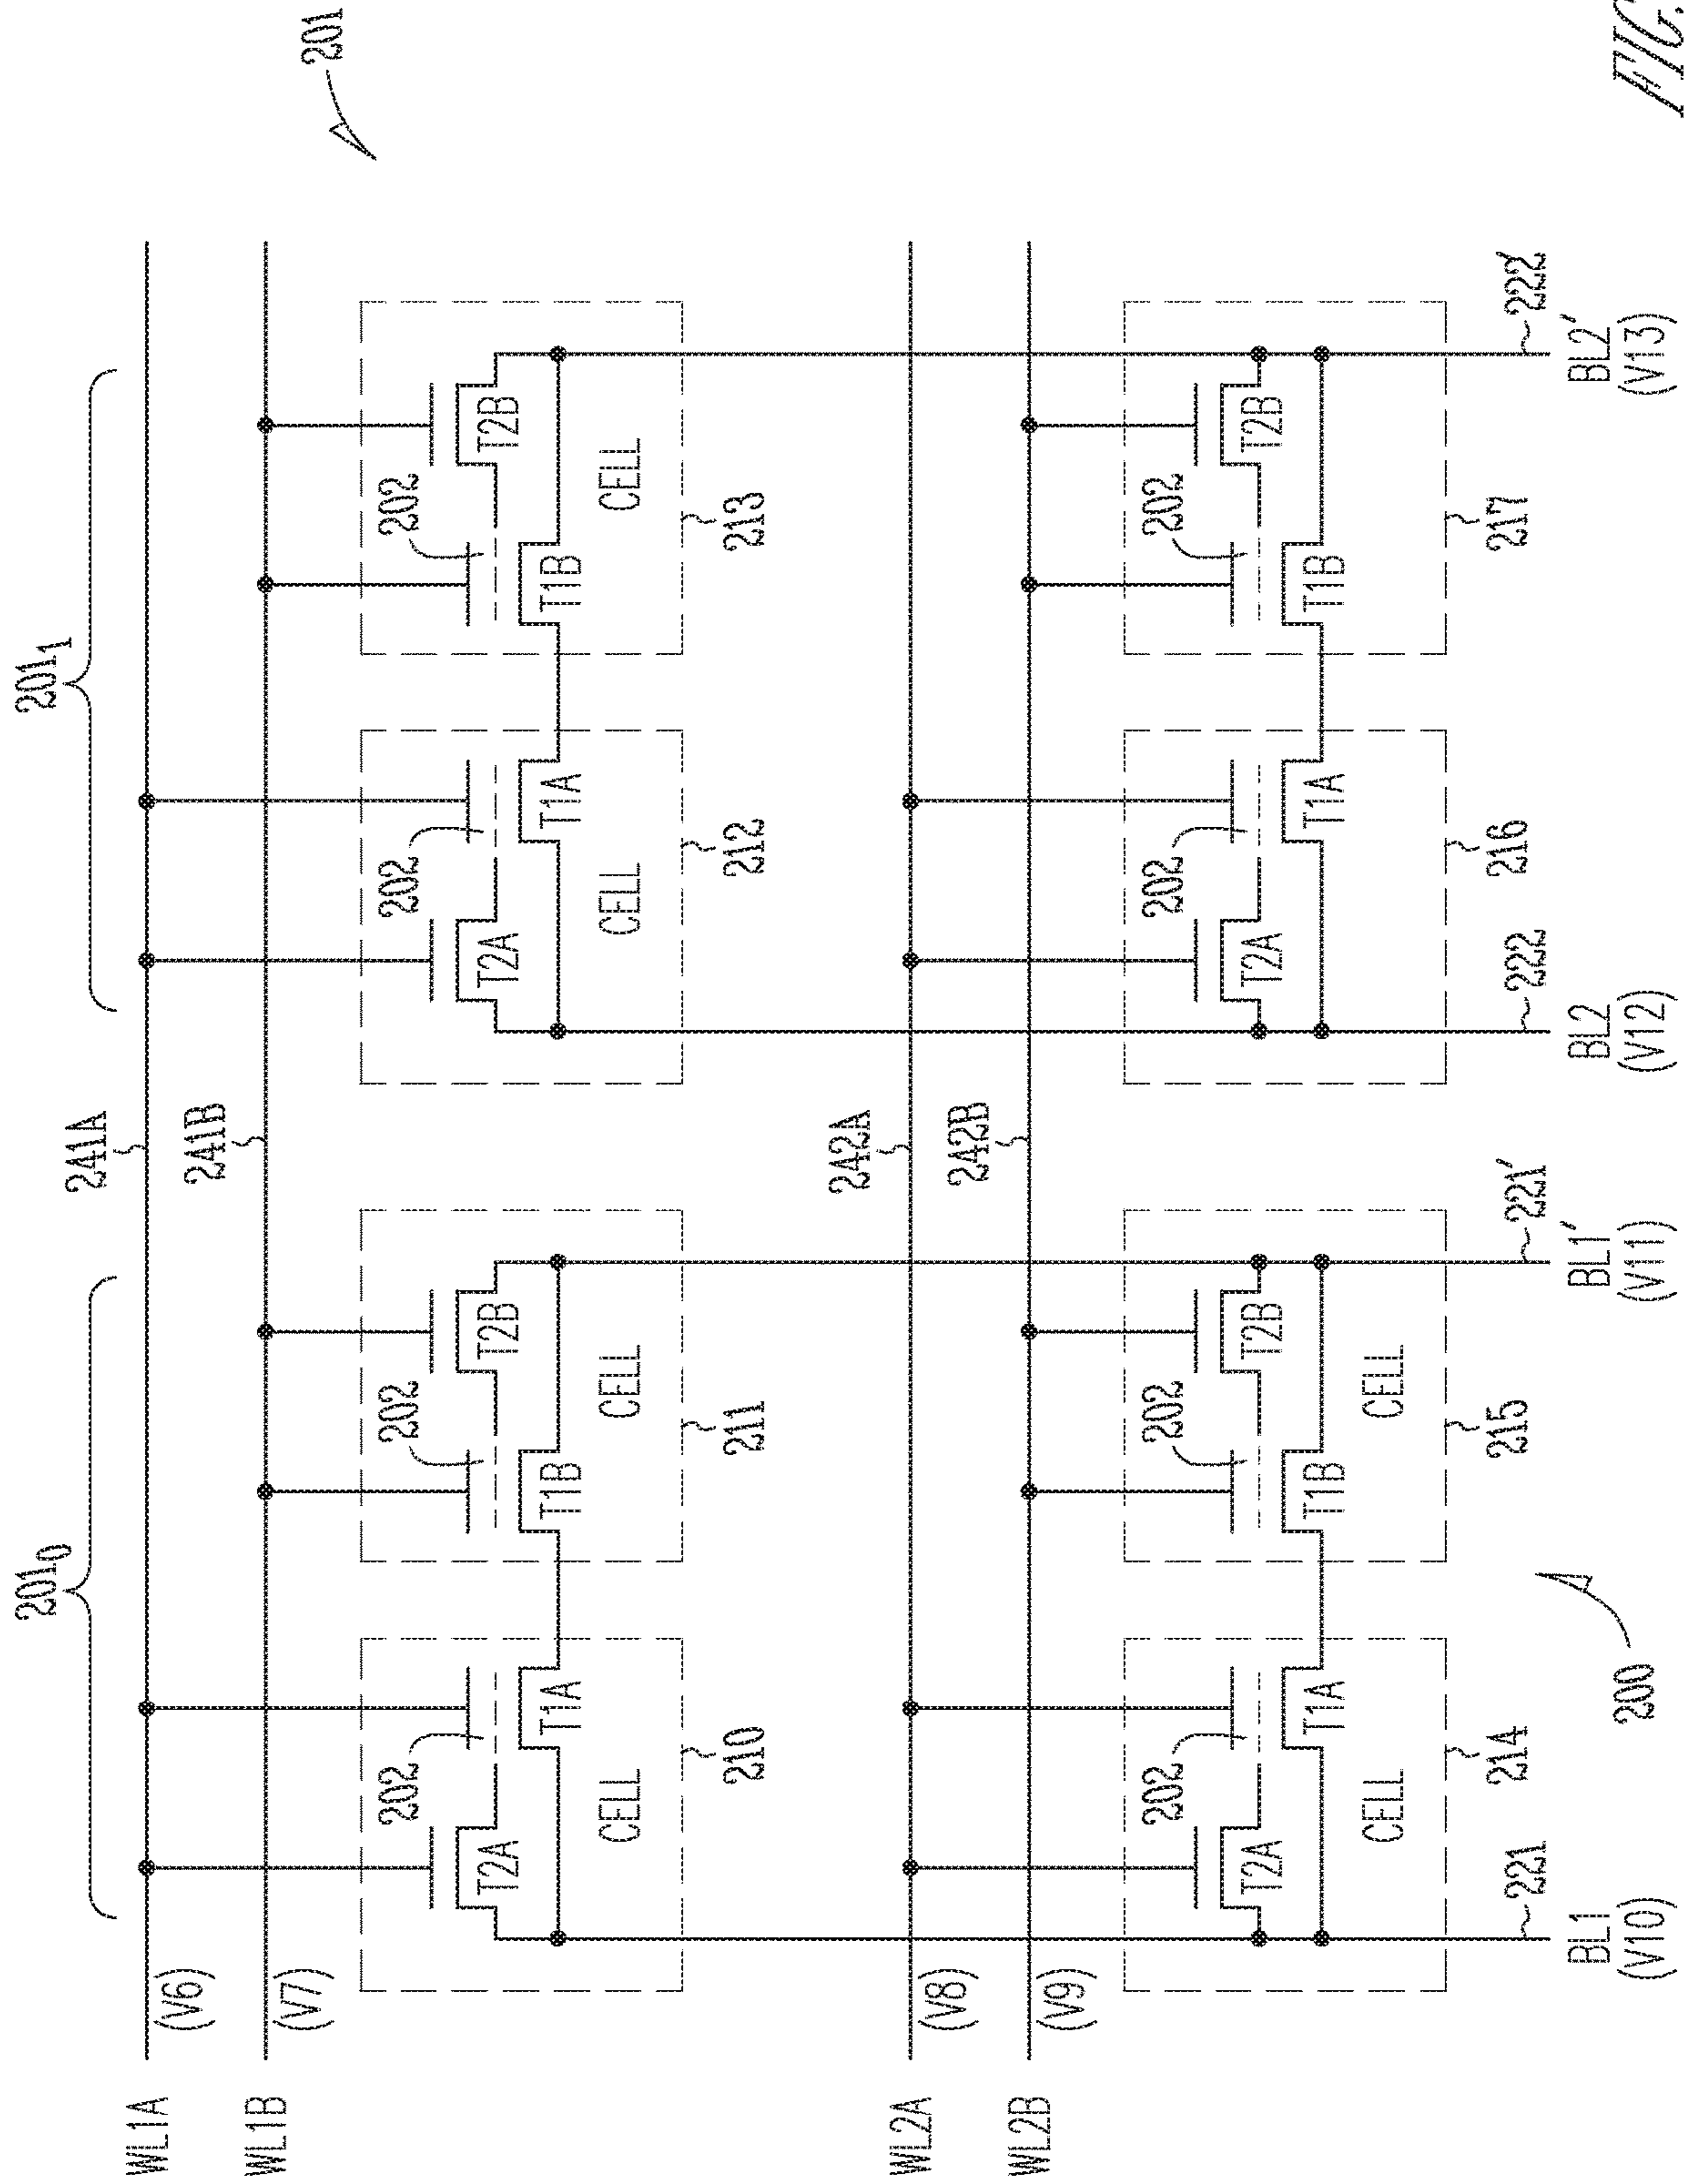 201₀ 201₁
241A
WL1A
(V6)
241B
WL1B
(V7)
201
202 202 202 202
T2A T2B T2A T2B
T1A T1B T1A T1B
CELL CELL CELL CELL
210 211 212 213
242A
WL2A
(V8)
242B
WL2B
(V9)
202 202 202 202
T2A T2B T2A T2B
T1A T1B T1A T1B
CELL CELL
214 215 216 217
221 221' 222 222'
BL1 BL1' BL2 BL2'
(V10) (V11) (V12) (V13)
200
FIG.